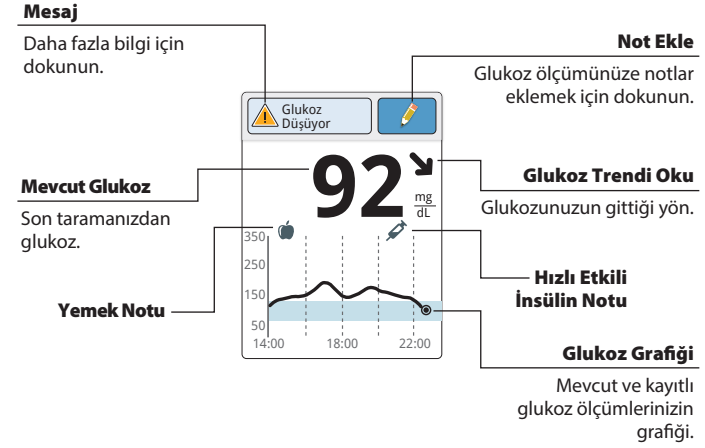 Mesaj
Daha fazla bilgi için
dokunun.
Not Ekle
Glukoz ölçümünüze notlar
eklemek için dokunun.
Glukoz
Düşüyor
92
mg
dL
Mevcut Glukoz
Son taramanızdan
glukoz.
Glukoz Trendi Oku
Glukozunuzun gittiği yön.
350
250
150
50
14:00 18:00 22:00
Yemek Notu
Hızlı Etkili
İnsülin Notu
Glukoz Grafiği
Mevcut ve kayıtlı
glukoz ölçümlerinizin
grafiği.